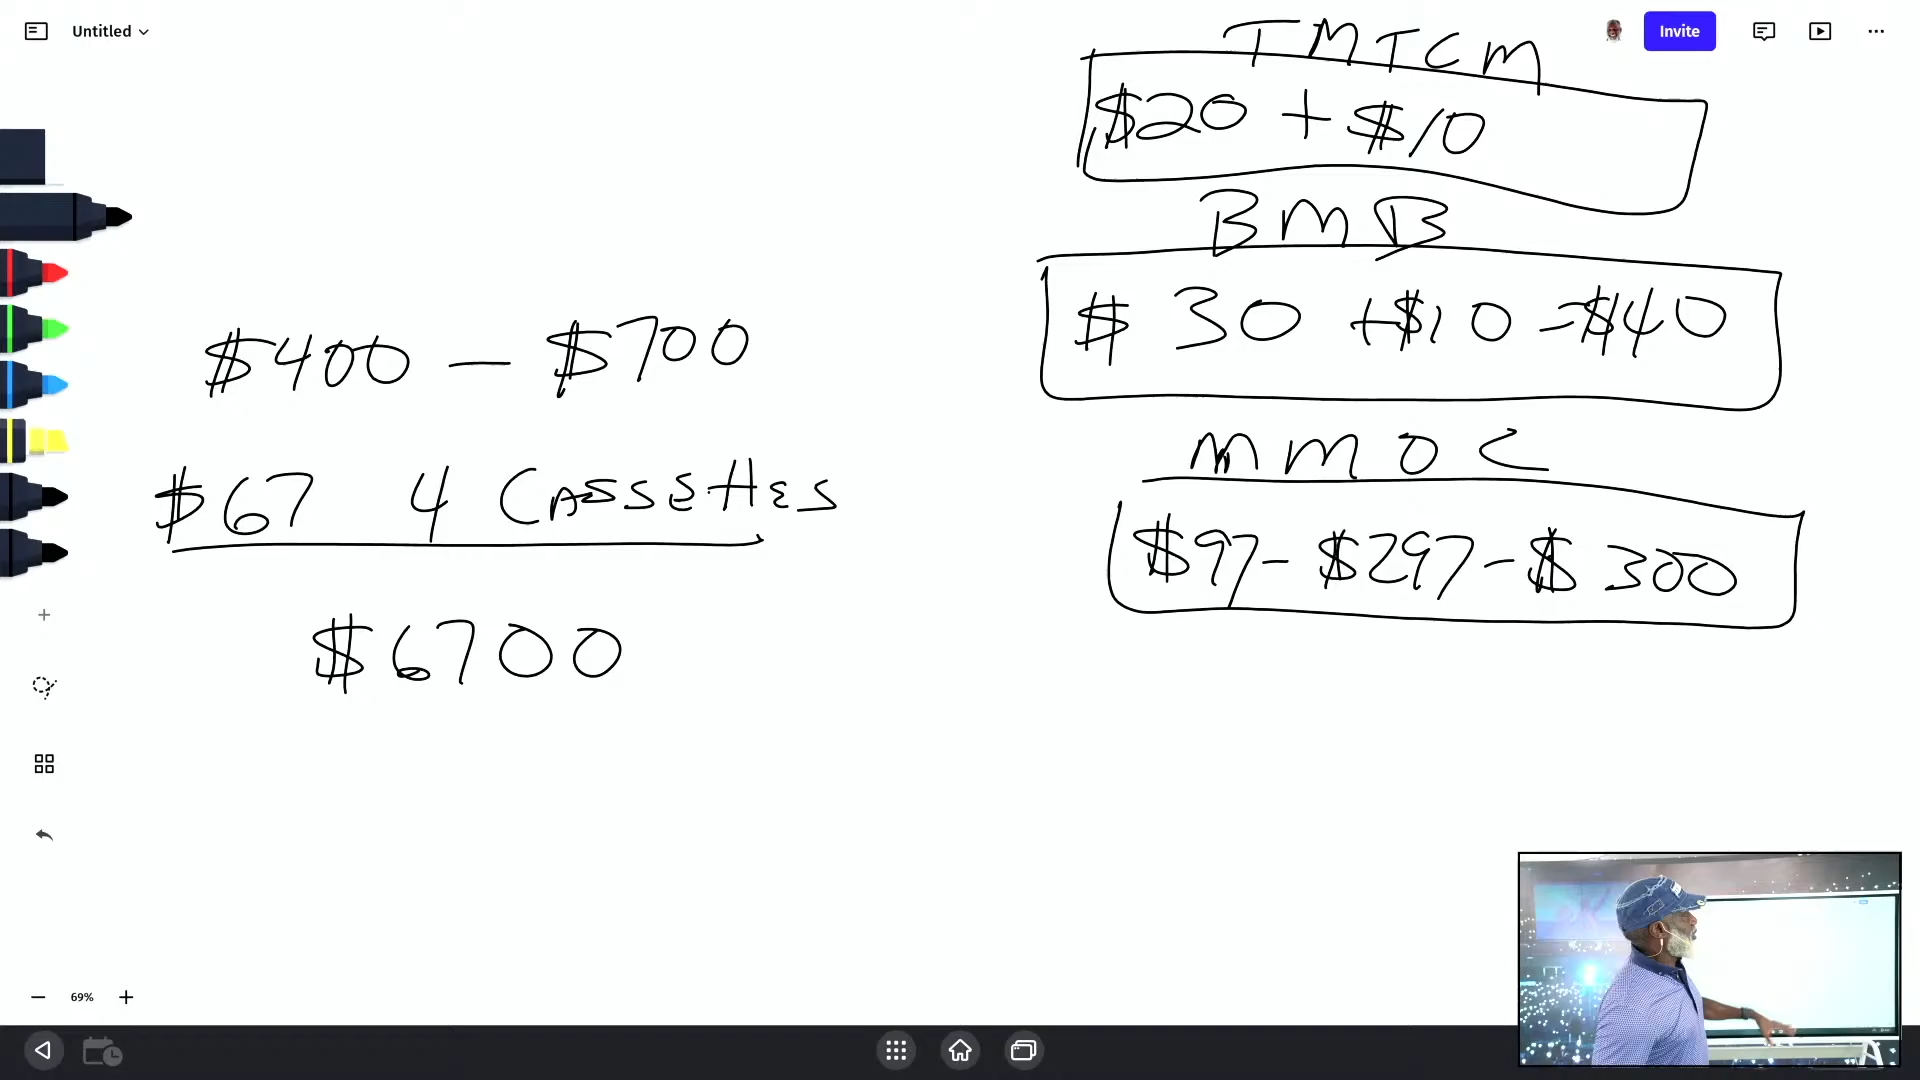 Untitled
Invite
TMTCM
$20 + $10
BMB
$ 30 + $10 = $40
MMOC
$97 - $297 - $300
$400 — $700
$67 4 CASSETTES
$6700
69%